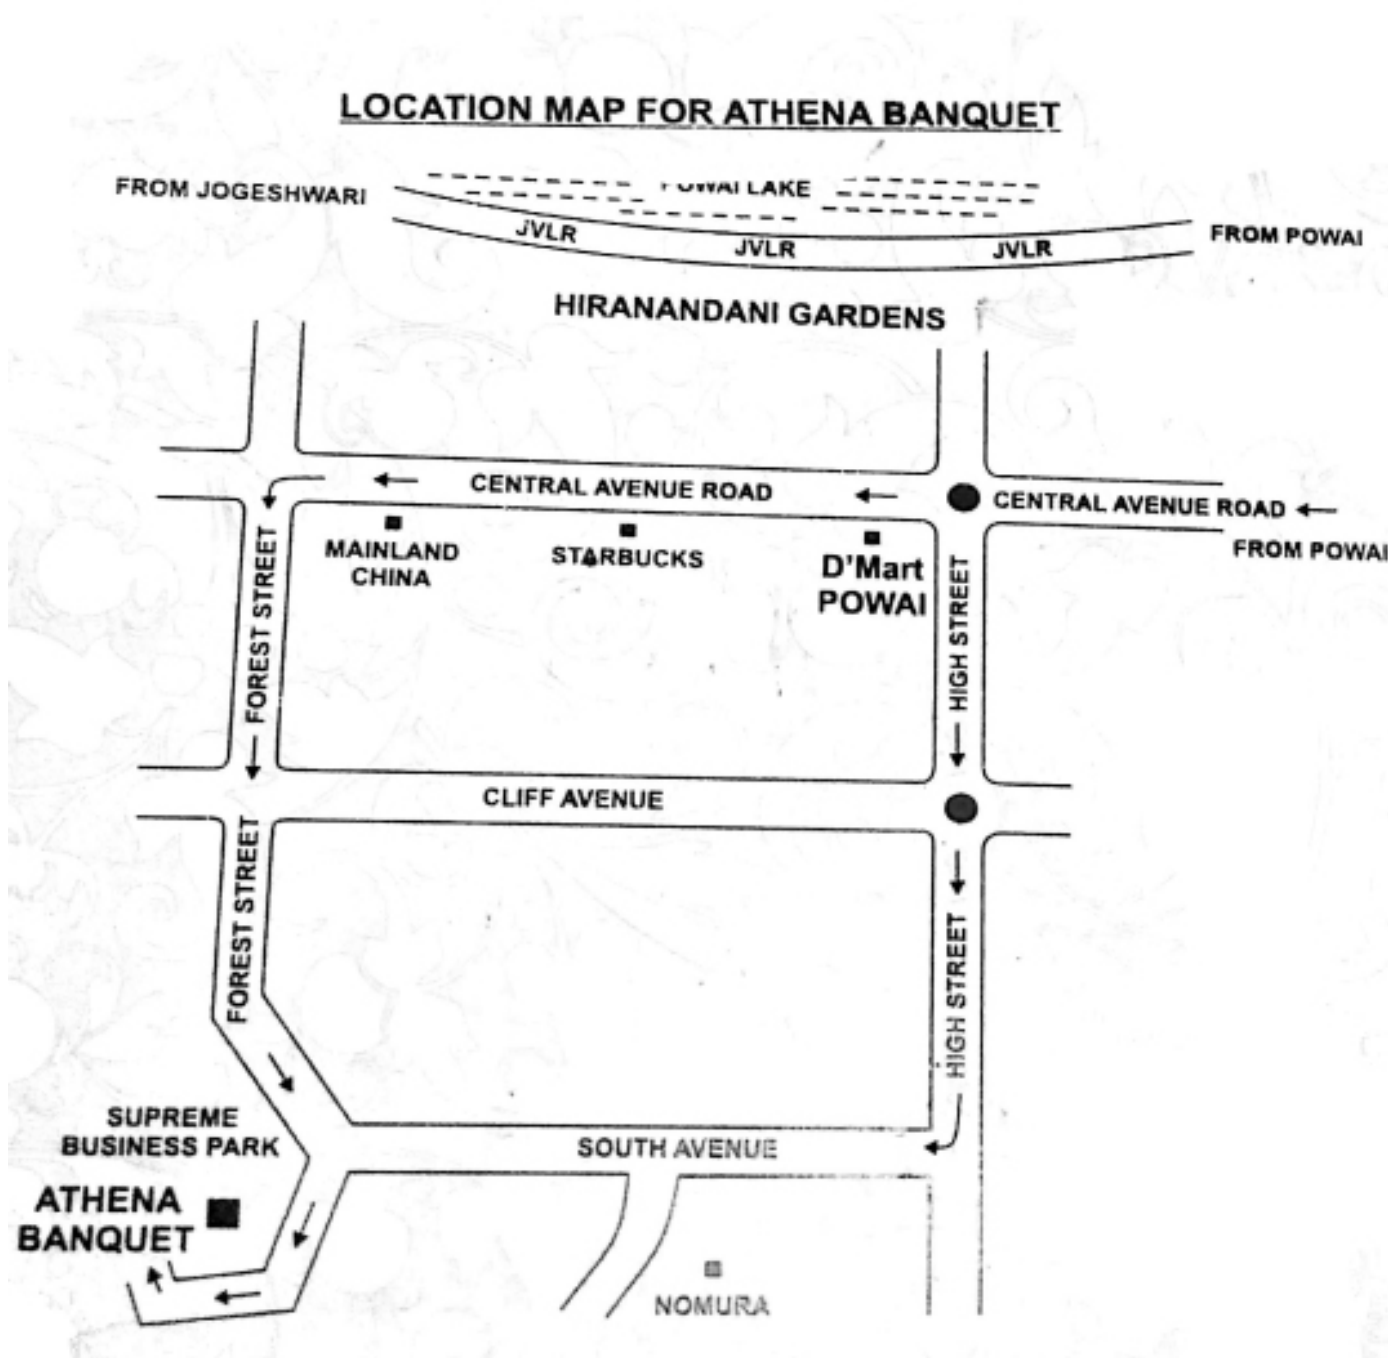 LOCATION MAP FOR ATHENA BANQUET
FROM JOGESHWARI
POWAI LAKE
JVLR
JVLR
JVLR
FROM POWAI
HIRANANDANI GARDENS
CENTRAL AVENUE ROAD
CENTRAL AVENUE ROAD
FROM POWAI
MAINLAND
CHINA
STARBUCKS
D'Mart
POWAI
FOREST STREET
HIGH STREET
CLIFF AVENUE
FOREST STREET
HIGH STREET
SUPREME
BUSINESS PARK
SOUTH AVENUE
ATHENA
BANQUET
NOMURA